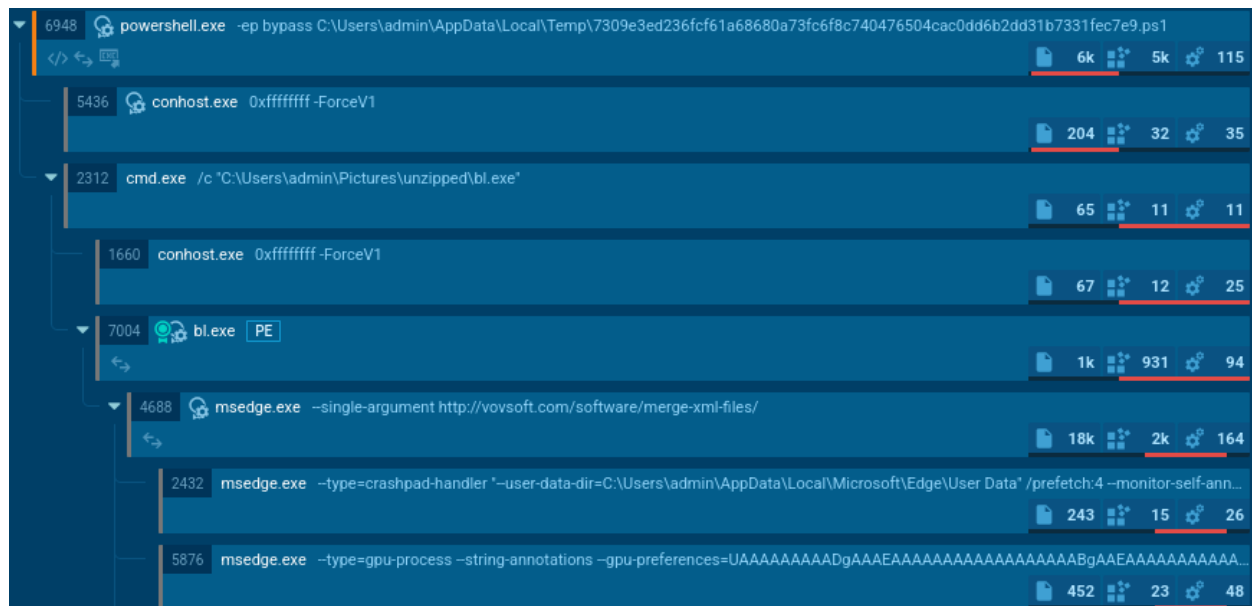 6948 powershell.exe -ep bypass C:\Users\admin\AppData\Local\Temp\7309e3ed236fcf61a68680a73fc6f8c740476504cac0dd6b2dd31b7331fec7e9.ps1
6k 5k 115
5436 conhost.exe 0xffffffff -ForceV1
204 32 35
2312 cmd.exe /c "C:\Users\admin\Pictures\unzipped\bl.exe"
65 11 11
1660 conhost.exe 0xffffffff -ForceV1
67 12 25
7004 bl.exe PE
1k 931 94
4688 msedge.exe --single-argument http://vovsoft.com/software/merge-xml-files/
18k 2k 164
2432 msedge.exe --type=crashpad-handler "--user-data-dir=C:\Users\admin\AppData\Local\Microsoft\Edge\User Data" /prefetch:4 --monitor-self-ann...
243 15 26
5876 msedge.exe --type=gpu-process --string-annotations --gpu-preferences=UAAAAAAAAADgAAAEAAAAAAAAAAAAAAAAAABgAAEAAAAAAAAAAA...
452 23 48